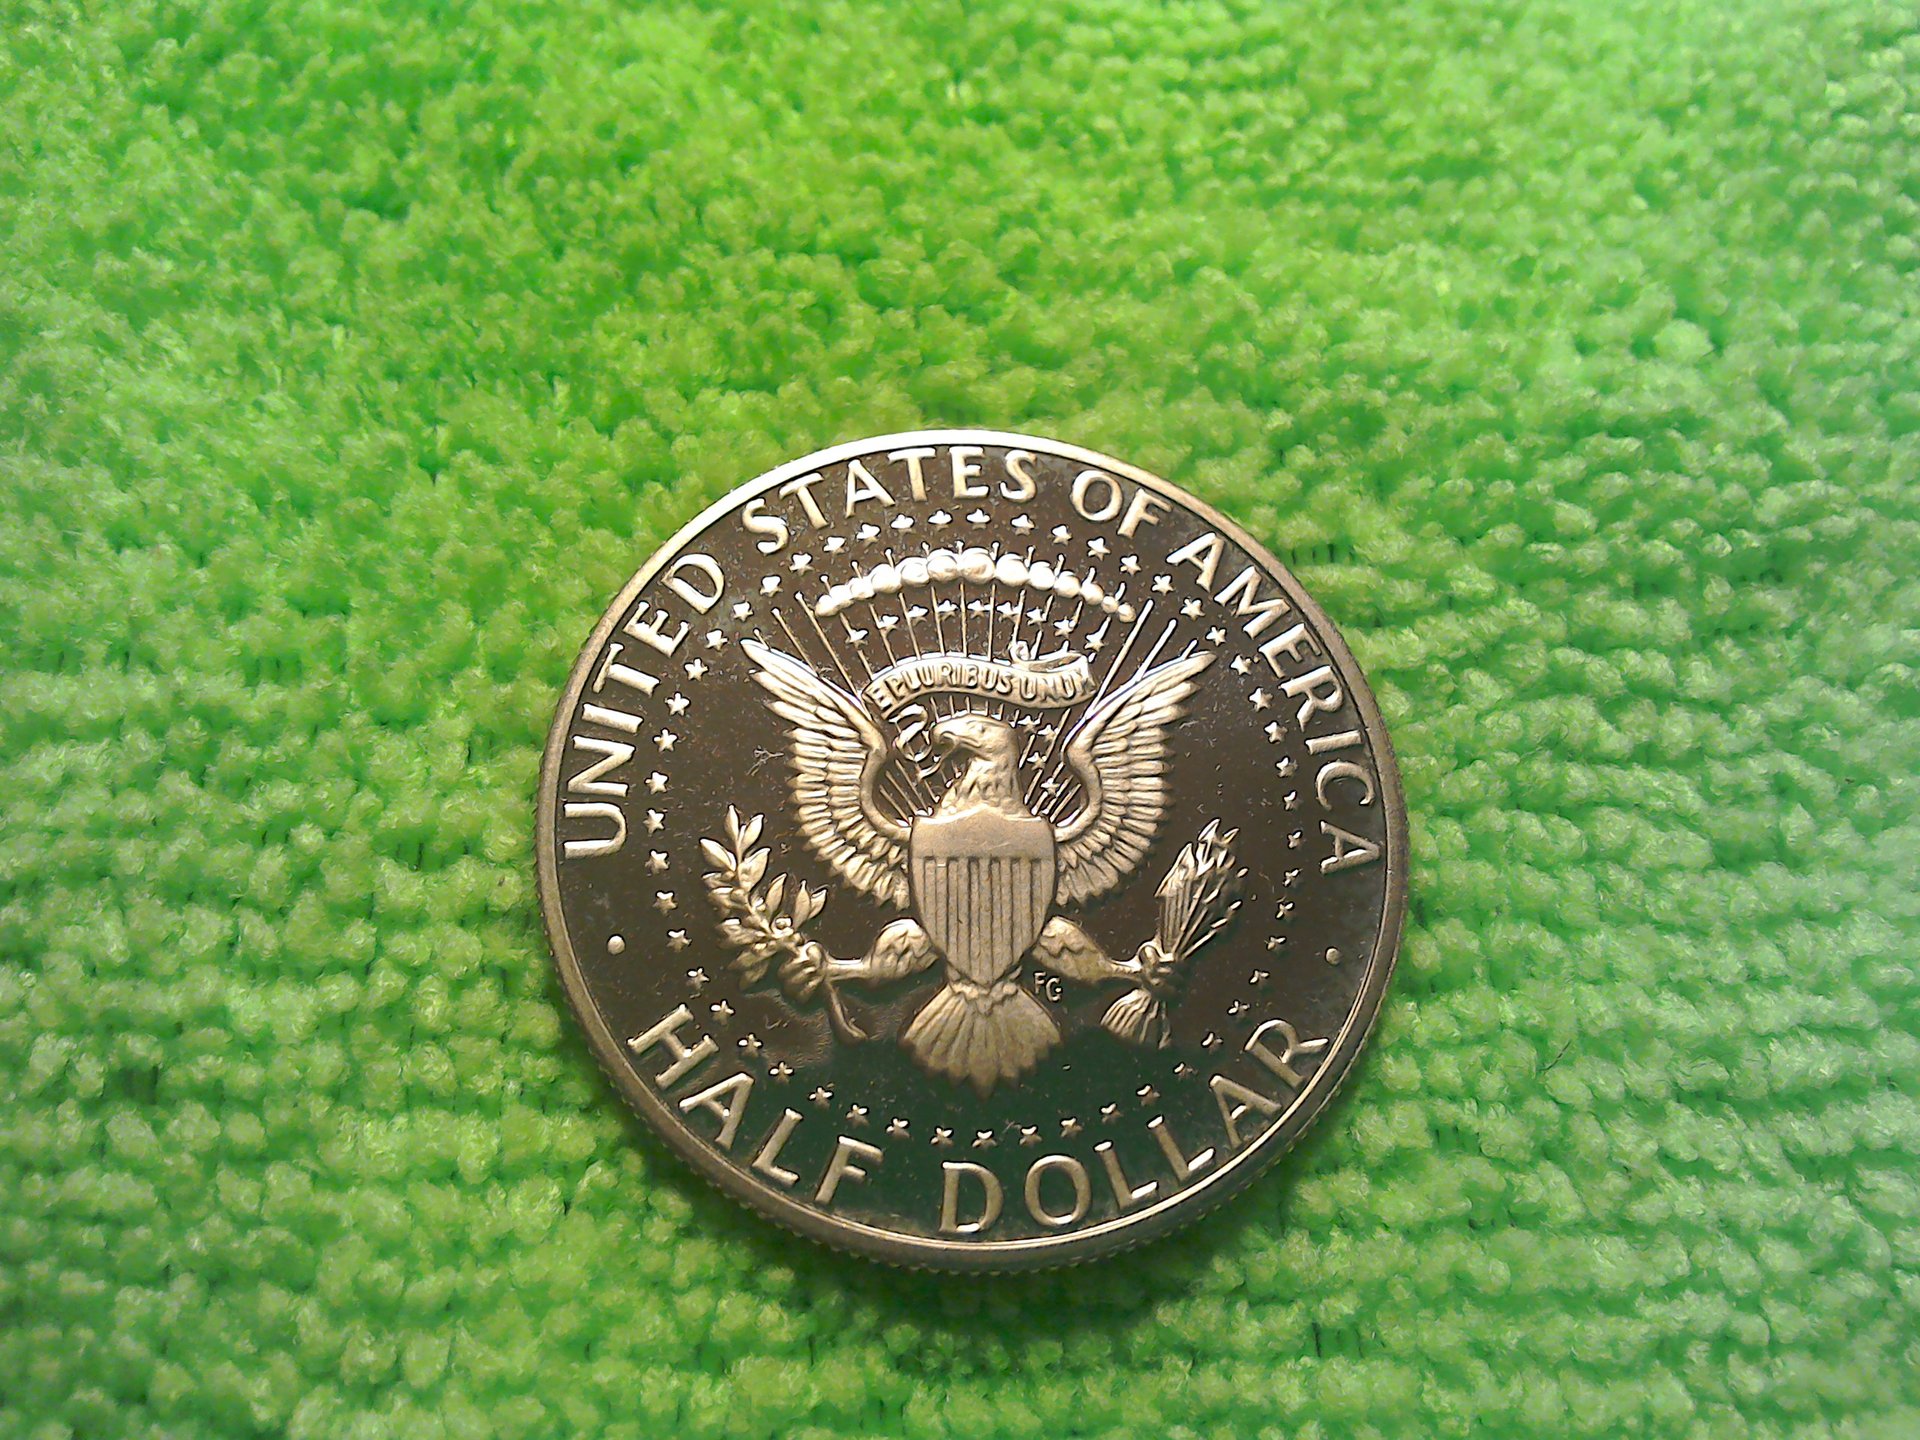 UNITED STATES OF AMERICA
E PLURIBUS UNUM
FG
HALF DOLLAR